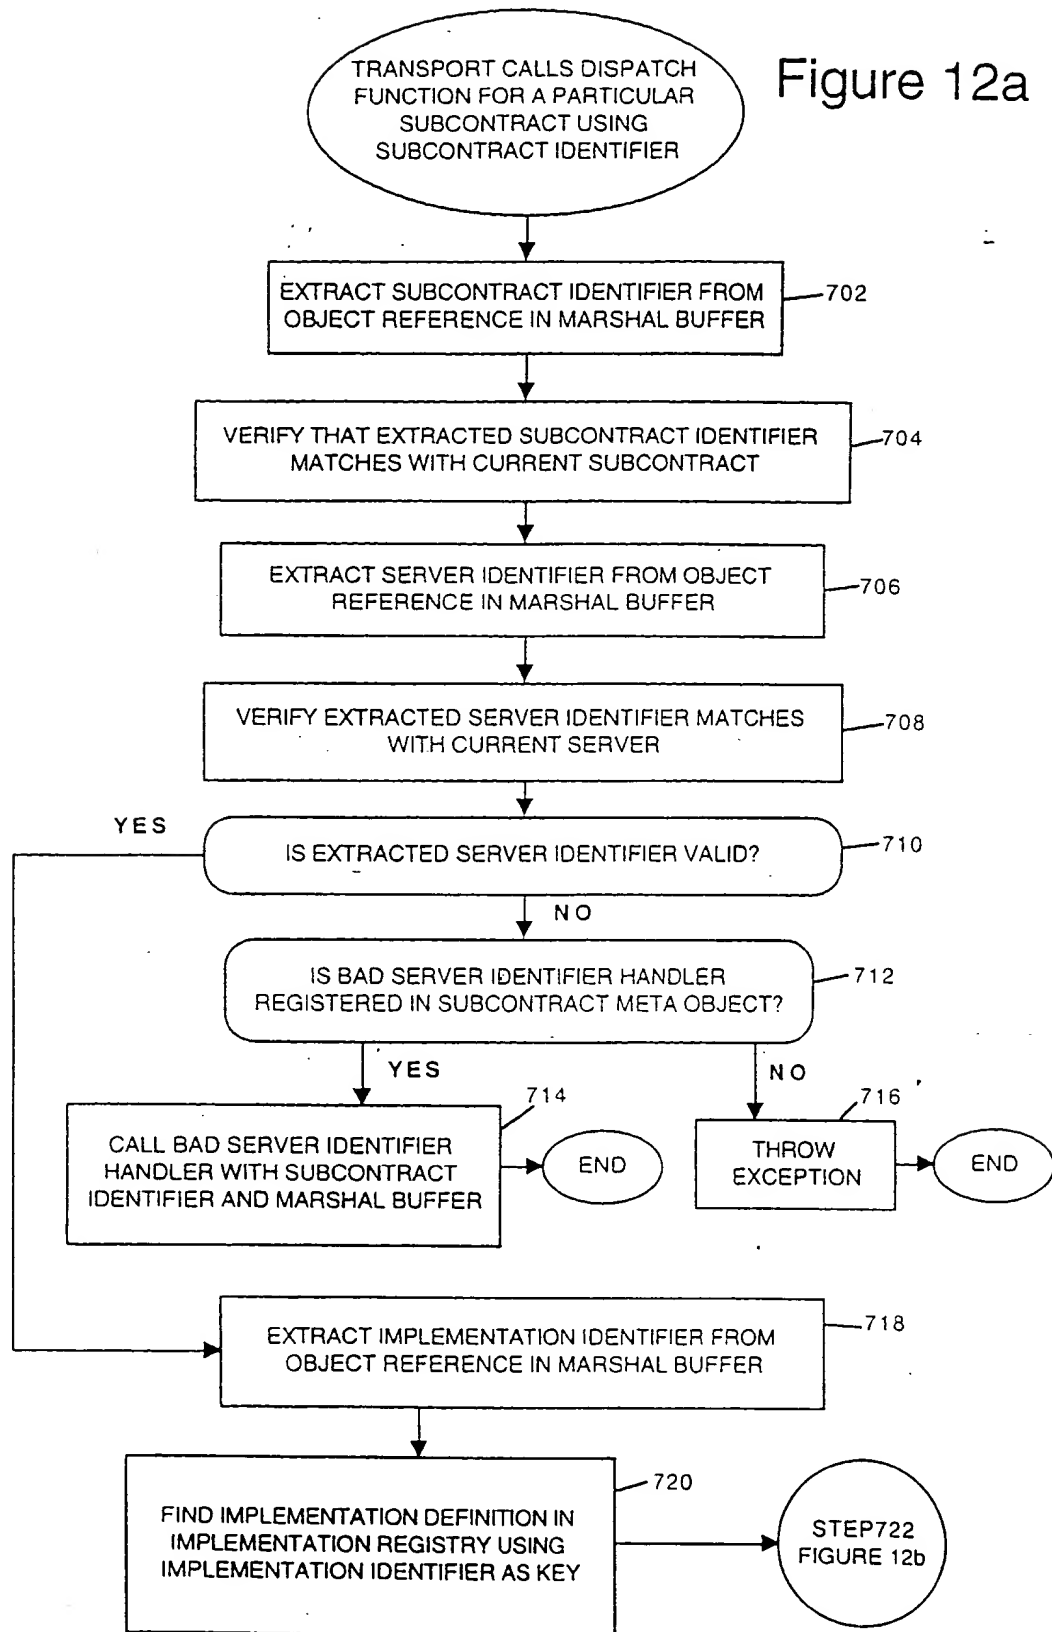 Figure 12a
TRANSPORT CALLS DISPATCH
FUNCTION FOR A PARTICULAR
SUBCONTRACT USING
SUBCONTRACT IDENTIFIER
EXTRACT SUBCONTRACT IDENTIFIER FROM
OBJECT REFERENCE IN MARSHAL BUFFER
702
VERIFY THAT EXTRACTED SUBCONTRACT IDENTIFIER
MATCHES WITH CURRENT SUBCONTRACT
704
EXTRACT SERVER IDENTIFIER FROM OBJECT
REFERENCE IN MARSHAL BUFFER
706
VERIFY EXTRACTED SERVER IDENTIFIER MATCHES
WITH CURRENT SERVER
708
YES
IS EXTRACTED SERVER IDENTIFIER VALID?
710
NO
IS BAD SERVER IDENTIFIER HANDLER
REGISTERED IN SUBCONTRACT META OBJECT?
712
YES
NO
714
CALL BAD SERVER IDENTIFIER
HANDLER WITH SUBCONTRACT
IDENTIFIER AND MARSHAL BUFFER
END
716
THROW
EXCEPTION
END
EXTRACT IMPLEMENTATION IDENTIFIER FROM
OBJECT REFERENCE IN MARSHAL BUFFER
718
FIND IMPLEMENTATION DEFINITION IN
IMPLEMENTATION REGISTRY USING
IMPLEMENTATION IDENTIFIER AS KEY
720
STEP722
FIGURE 12b